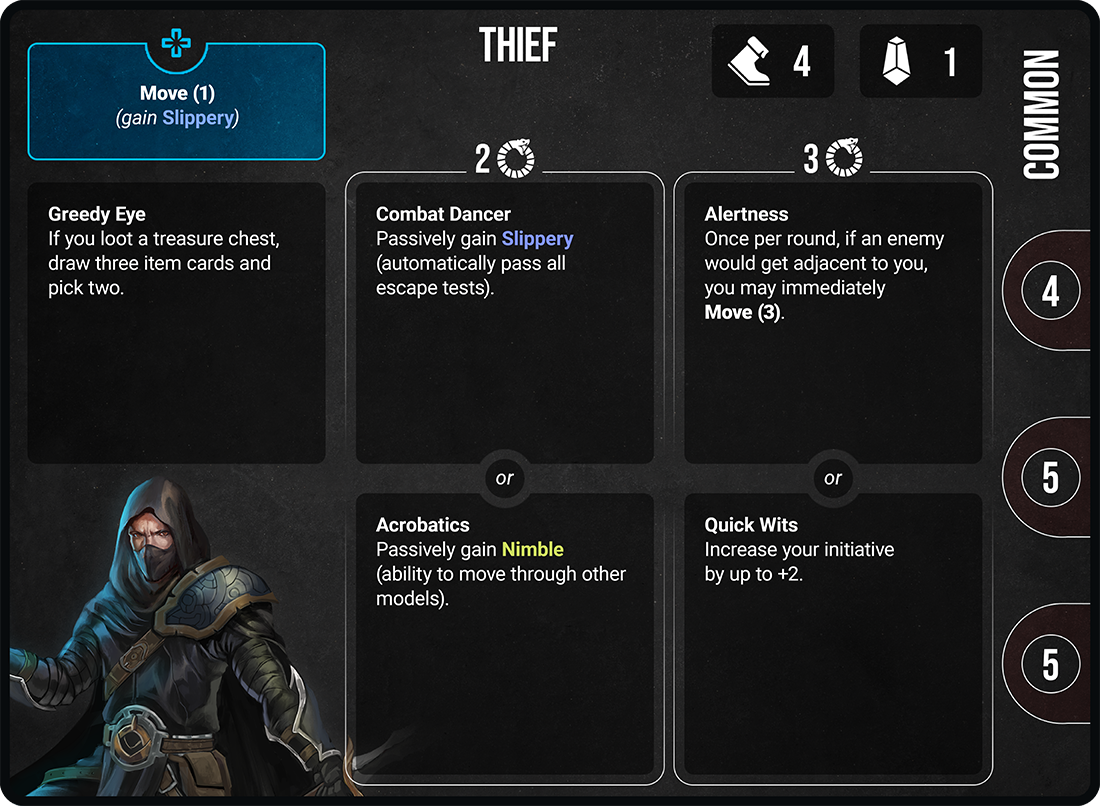 THIEF
4
1
COMMON
Move (1)
(gain Slippery)
Greedy Eye
If you loot a treasure chest,
draw three item cards and
pick two.
2
Combat Dancer
Passively gain Slippery
(automatically pass all
escape tests).
or
Acrobatics
Passively gain Nimble
(ability to move through other
models).
3
Alertness
Once per round, if an enemy
would get adjacent to you,
you may immediately
Move (3).
or
Quick Wits
Increase your initiative
by up to +2.
4
5
5